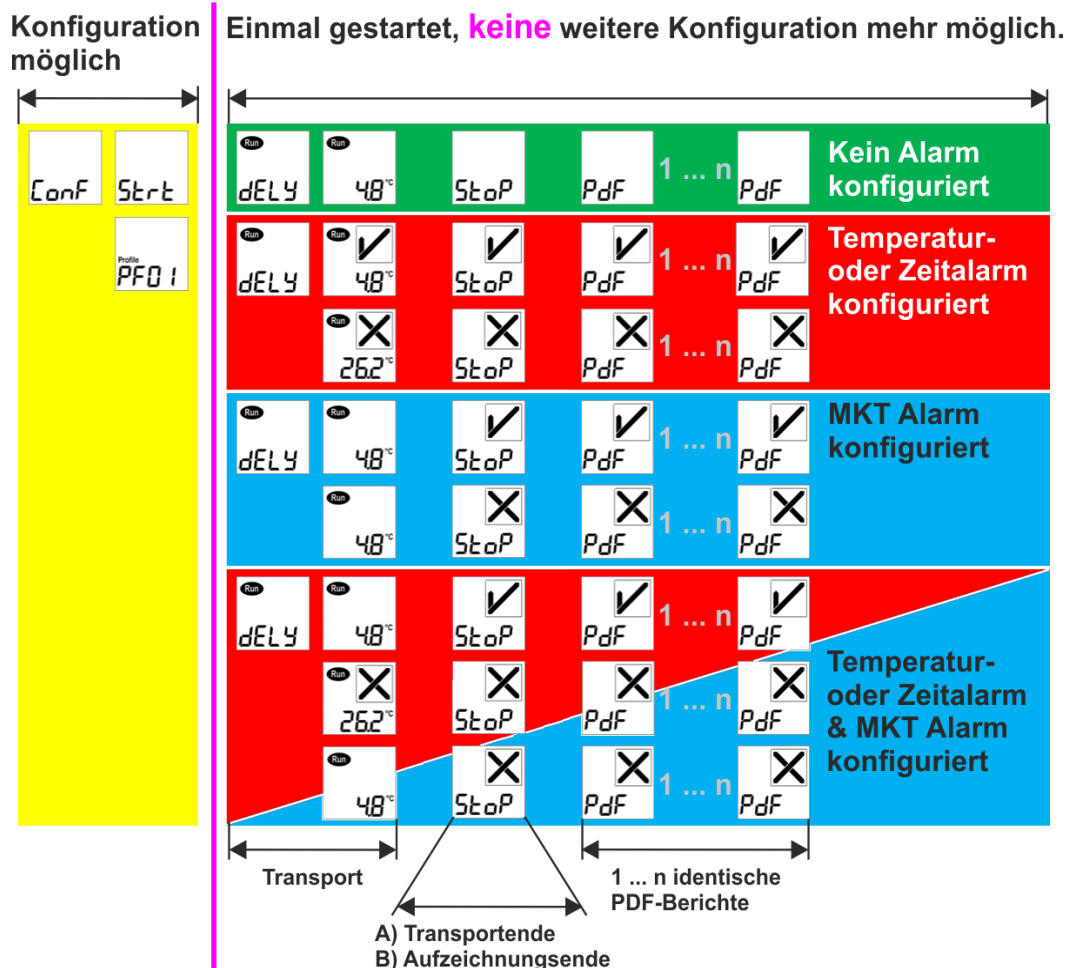 Konfiguration möglich
Einmal gestartet, keine weitere Konfiguration mehr möglich.
ConF
Strt
Profile
PF01
Run dELY
Run 4.8 °C
StoP
PdF
1 ... n
PdF
Kein Alarm
konfiguriert
Run dELY
Run 4.8 °C
StoP
PdF
1 ... n
PdF
Run 26.2 °C
StoP
PdF
1 ... n
PdF
Temperatur-
oder Zeitalarm
konfiguriert
Run dELY
Run 4.8 °C
StoP
PdF
1 ... n
PdF
Run 4.8 °C
StoP
PdF
1 ... n
PdF
MKT Alarm
konfiguriert
Run dELY
Run 4.8 °C
StoP
PdF
1 ... n
PdF
Run 26.2 °C
StoP
PdF
1 ... n
PdF
Run 4.8 °C
StoP
PdF
1 ... n
PdF
Temperatur-
oder Zeitalarm
& MKT Alarm
konfiguriert
Transport
A) Transportende
B) Aufzeichnungsende
1 ... n identische
PDF-Berichte